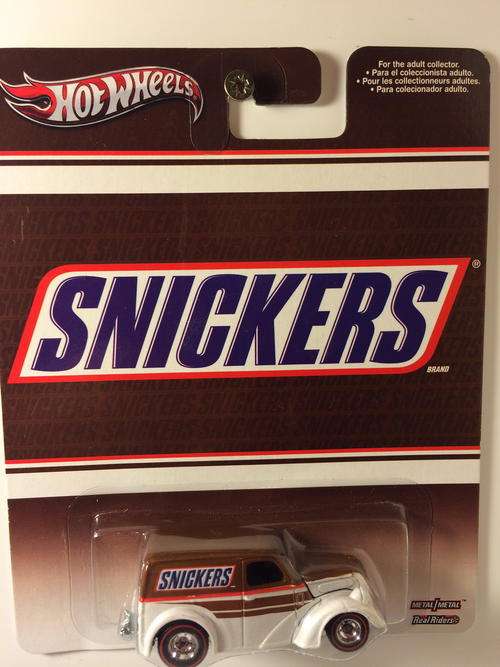 HOT WHEELS
For the adult collector.
• Para el coleccionista adulto.
• Pour les collectionneurs adultes.
• Para colecionador adulto.
SNICKERS®
BRAND
SNICKERS
METAL/METAL™
Real Riders